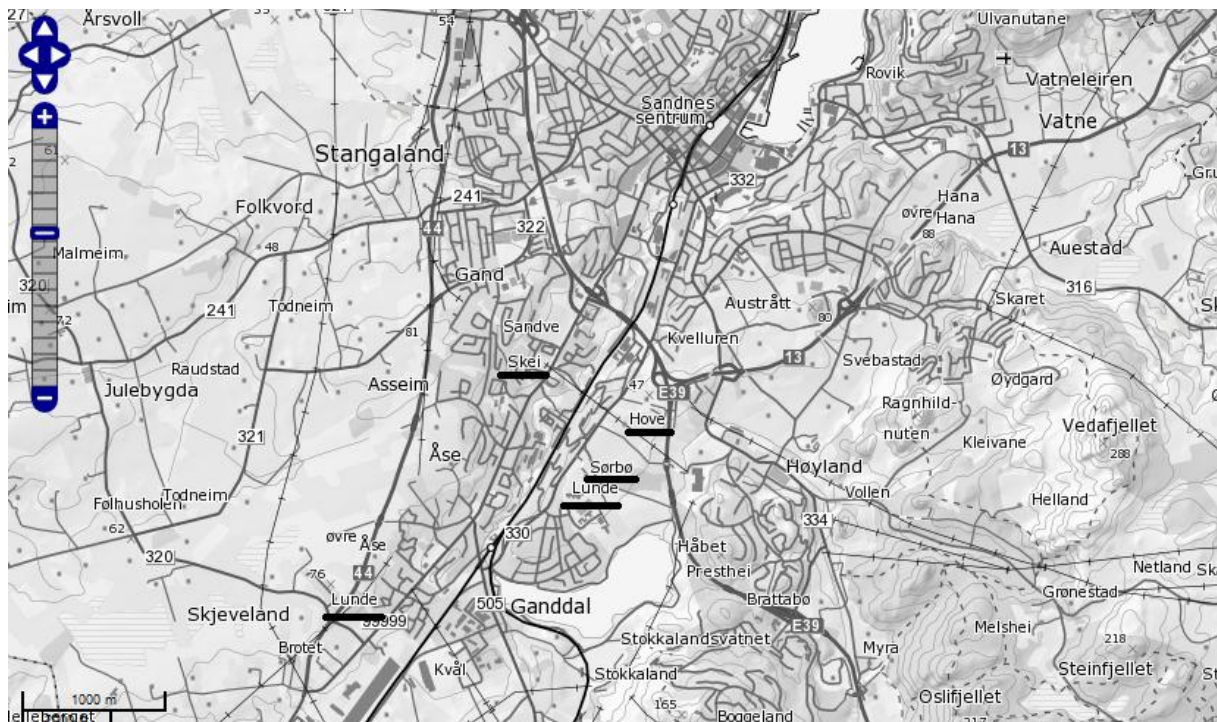 27
Årsvoll
54
Ulvanutane
Rovik
Vatneleiren
Sandnes
sentrum
Vatne
13
Stangaland
332
241
Folkvord
Hana
øvre
Hana
88
44
322
48
Malmeim
Auestad
Gand
320
316
Skaret
Todneim
241
Austrått
80
72
Sandve
81
Kvelluren
Skei
13
Svebastad
Raudstad
Asseim
47
Øydgard
Julebygda
E39
Ragnhild-
nuten
Hove
Vedafjellet
321
Kleivane
Åse
288
Sørbø
Høyland
Lunde
Vollen
Helland
Todneim
Følhusholen
334
62
330
øvre
Åse
Håbet
320
Presthei
Netland
76
44
Grønestad
Lunde
Brattabø
505
Ganddal
Skjeveland
99999
E39
Melshei
Stokkalandsvatnet
218
Brotet
Myra
Kvål
Stokkaland
Steinfjellet
1000 m
165
Oslifjellet
Boggeland
217